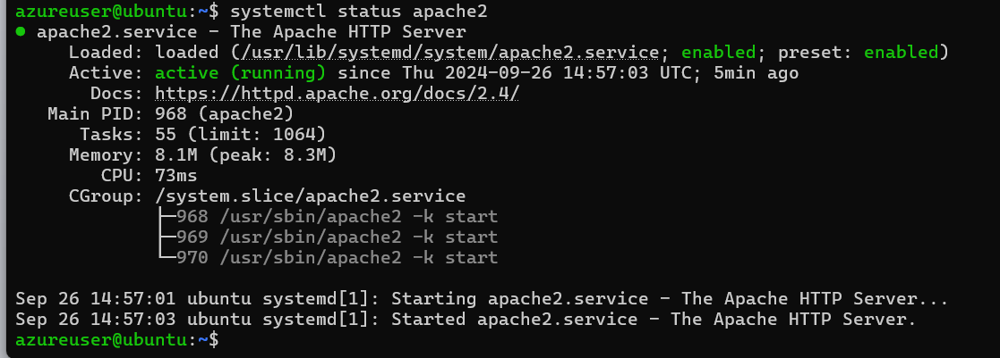 azureuser@ubuntu:~$ systemctl status apache2
● apache2.service - The Apache HTTP Server
     Loaded: loaded (/usr/lib/systemd/system/apache2.service; enabled; preset: enabled)
     Active: active (running) since Thu 2024-09-26 14:57:03 UTC; 5min ago
       Docs: https://httpd.apache.org/docs/2.4/
   Main PID: 968 (apache2)
      Tasks: 55 (limit: 1064)
     Memory: 8.1M (peak: 8.3M)
        CPU: 73ms
     CGroup: /system.slice/apache2.service
             ├─968 /usr/sbin/apache2 -k start
             ├─969 /usr/sbin/apache2 -k start
             └─970 /usr/sbin/apache2 -k start

Sep 26 14:57:01 ubuntu systemd[1]: Starting apache2.service - The Apache HTTP Server...
Sep 26 14:57:03 ubuntu systemd[1]: Started apache2.service - The Apache HTTP Server.
azureuser@ubuntu:~$